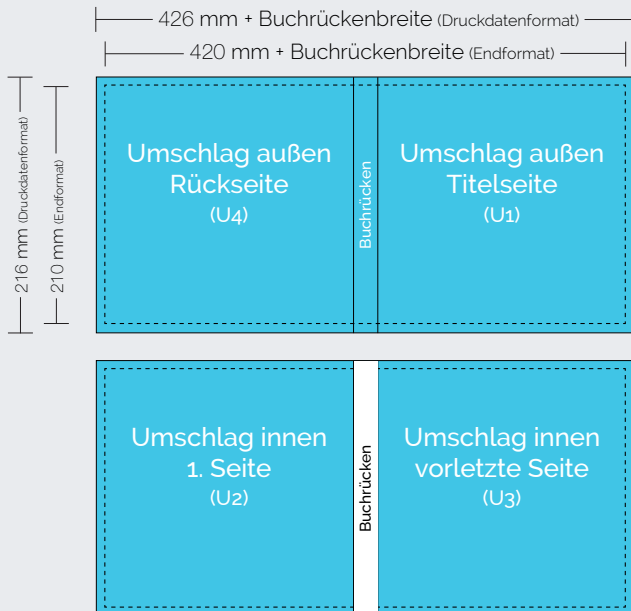 426 mm + Buchrückenbreite (Druckdatenformat)
420 mm + Buchrückenbreite (Endformat)
216 mm (Druckdatenformat)
210 mm (Endformat)
Umschlag außen
Rückseite
(U4)
Buchrücken
Umschlag außen
Titelseite
(U1)
Umschlag innen
1. Seite
(U2)
Buchrücken
Umschlag innen
vorletzte Seite
(U3)